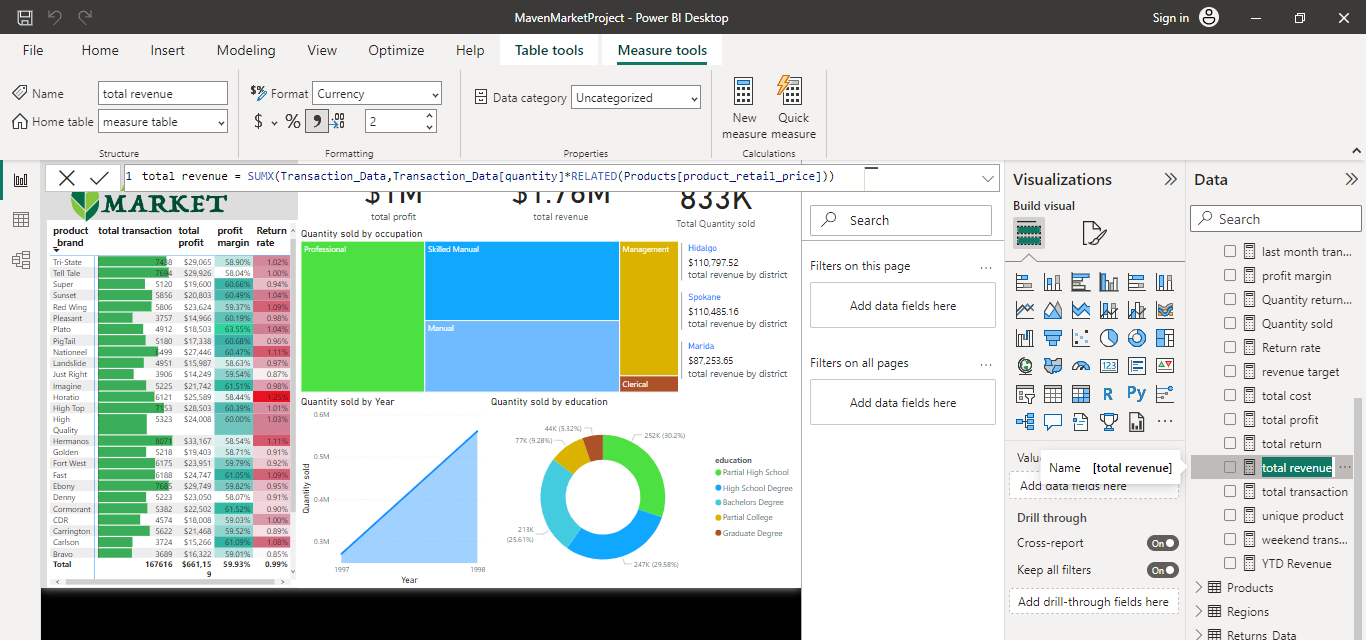 MavenMarketProject - Power BI Desktop
Sign in
File Home Insert Modeling View Optimize Help Table tools Measure tools
Name total revenue
Home table measure table
Structure
Format Currency
$ % 2
Formatting
Data category Uncategorized
Properties
New measure
Quick measure
Calculations
1 total revenue = SUMX(Transaction_Data,Transaction_Data[quantity]*RELATED(Products[product_retail_price]))
MARKET
$1M
total profit
$1.76M
total revenue
833K
Total Quantity sold
product_brand total transaction total profit profit margin Return rate
Tri-State 7438 $29,065 58.90% 1.02%
Tell Tale 7694 $29,926 58.04% 1.00%
Super 5120 $19,600 60.66% 0.94%
Sunset 5856 $20,803 60.49% 1.04%
Red Wing 5806 $23,624 59.37% 1.09%
Pleasant 3757 $14,966 60.19% 0.98%
Plato 4912 $18,503 63.55% 1.04%
PigTail 5180 $17,338 60.68% 0.96%
Nationeel 6499 $27,446 60.47% 1.11%
Landslide 4951 $15,987 58.63% 0.97%
Just Right 3906 $14,249 59.54% 0.87%
Imagine 5225 $21,742 61.51% 0.98%
Horatio 6121 $25,589 58.44% 1.25%
High Top 7153 $28,503 60.39% 1.01%
High Quality 5323 $24,008 60.00% 1.03%
Hermanos 8071 $33,167 58.54% 1.11%
Golden 5218 $19,403 58.71% 0.91%
Fort West 6175 $23,951 59.79% 0.92%
Fast 6188 $24,747 61.05% 1.09%
Ebony 7685 $29,749 59.82% 0.95%
Denny 5223 $23,050 58.07% 0.91%
Cormorant 5382 $22,502 61.52% 0.90%
CDR 4574 $18,008 59.03% 1.00%
Carrington 5622 $21,468 59.52% 0.89%
Carlson 3724 $15,266 61.09% 1.08%
Bravo 3689 $16,322 59.01% 0.85%
Total 167616 $661,159 59.93% 0.99%
Quantity sold by occupation
Professional
Skilled Manual
Manual
Management
Clerical
Hidalgo
$110,797.52
total revenue by district
Spokane
$110,485.16
total revenue by district
Marida
$87,253.65
total revenue by district
Quantity sold by Year
0.6M
0.5M
0.4M
0.3M
Quantity sold
1997 1998
Year
Quantity sold by education
44K (5.32%)
77K (9.28%)
252K (30.2%)
213K (25.61%)
247K (29.58%)
education
Partial High School
High School Degree
Bachelors Degree
Partial College
Graduate Degree
Search
Filters on this page ...
Add data fields here
Filters on all pages ...
Add data fields here
Visualizations
Build visual
123
R Py
...
Valu
Add data fields here
Name [total revenue]
Drill through
Cross-report On
Keep all filters On
Add drill-through fields here
Data
Search
last month tran...
profit margin
Quantity return...
Quantity sold
Return rate
revenue target
total cost
total profit
total return
total revenue ...
total transaction
unique product
weekend trans...
YTD Revenue
Products
Regions
Returns_Data